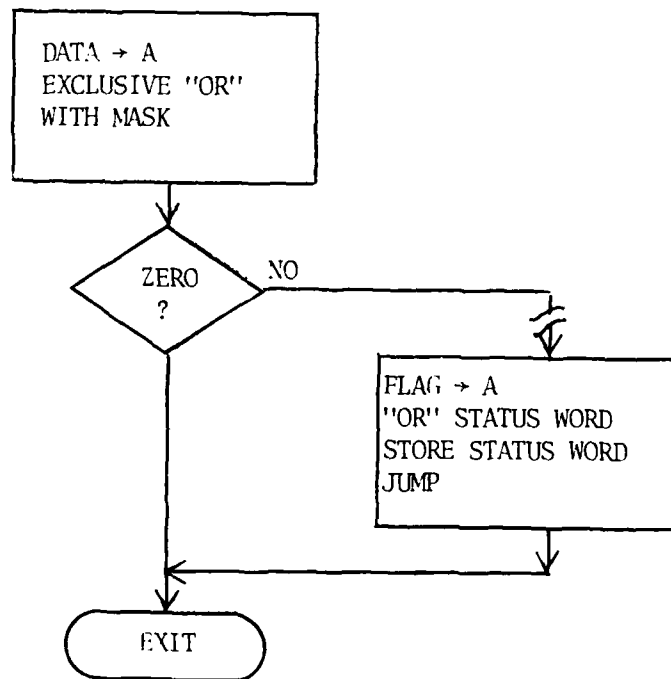 DATA → A
EXCLUSIVE "OR"
WITH MASK
ZERO
?
NO
FLAG → A
"OR" STATUS WORD
STORE STATUS WORD
JUMP
EXIT